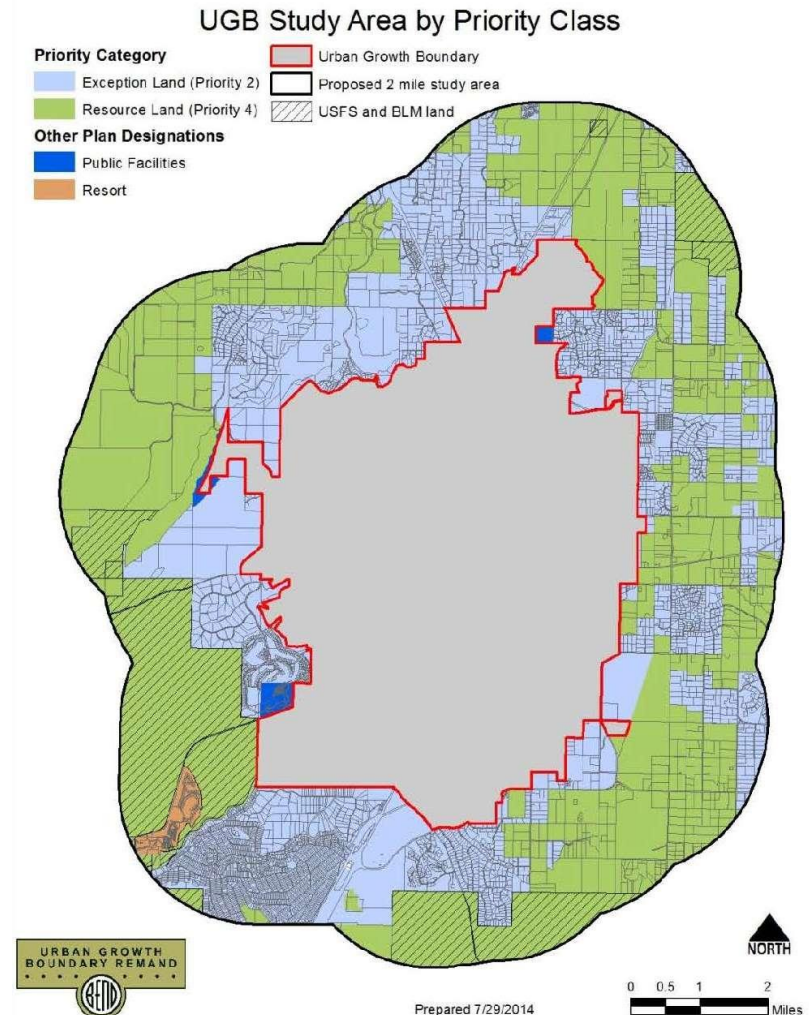 UGB Study Area by Priority Class
Priority Category
Exception Land (Priority 2)
Resource Land (Priority 4)
Other Plan Designations
Public Facilities
Resort
Urban Growth Boundary
Proposed 2 mile study area
USFS and BLM land
NORTH
URBAN GROWTH
BOUNDARY REMAND
BEND
Prepared 7/29/2014
0 0.5 1 2
Miles